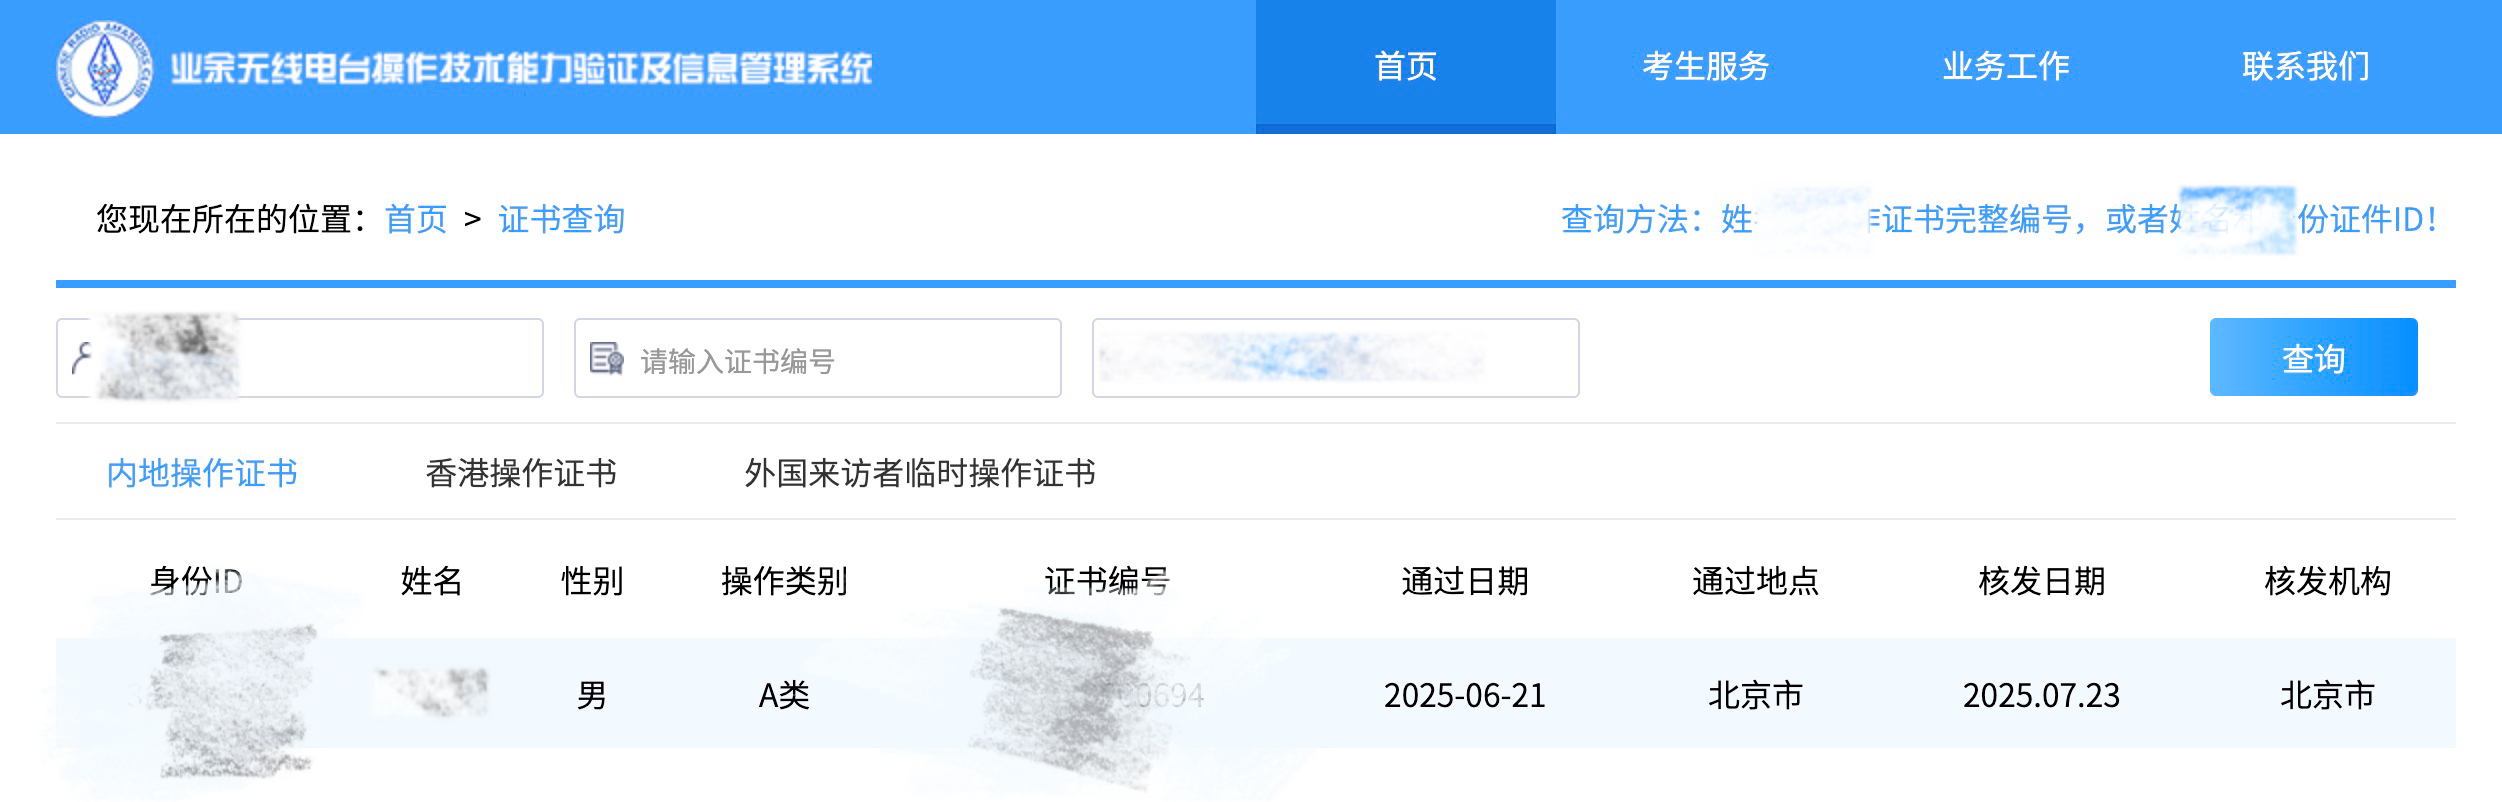 CHINESE RADIO AMATEURS CLUB
业余无线电台操作技术能力验证及信息管理系统
首页 考生服务 业务工作 联系我们
您现在所在的位置：首页 > 证书查询
查询方法：姓 证书完整编号，或者姓名和 份证件ID！
请输入证书编号
查询
内地操作证书 香港操作证书 外国来访者临时操作证书
身份ID 姓名 性别 操作类别 证书编号 通过日期 通过地点 核发日期 核发机构
男 A类 0694 2025-06-21 北京市 2025.07.23 北京市